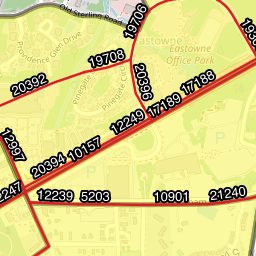 Old Sterling Road
19706
Eastowne
Eastowne
Office Park
Providence Glen Drive
19708
20392
Pinegate Circle
20396
17188
17189
12249
10157
20394
12997
12239
5203
10901
21240